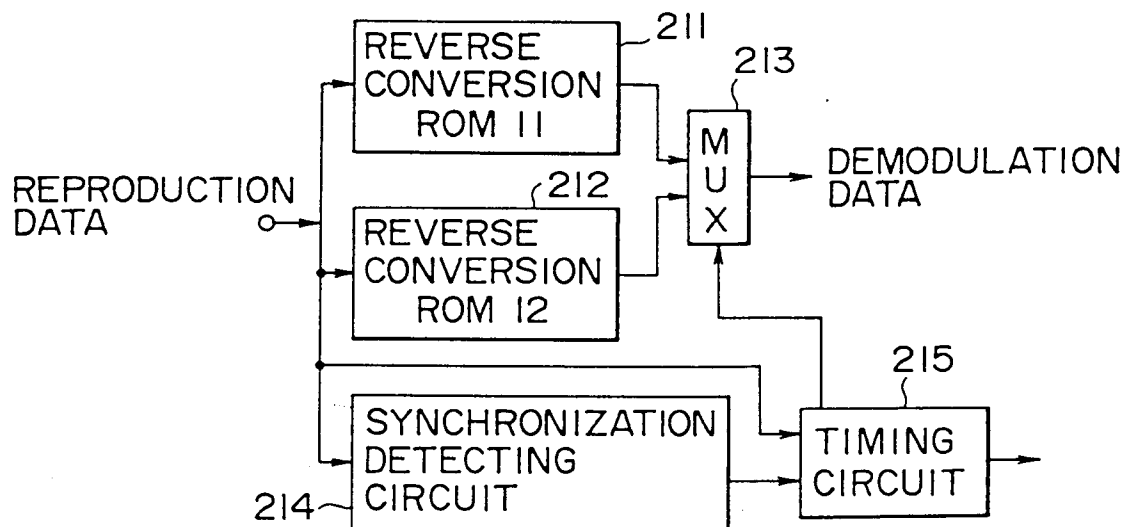 211
REVERSE
CONVERSION
ROM 11
213
MUX
REPRODUCTION
DATA
DEMODULATION
DATA
212
REVERSE
CONVERSION
ROM 12
215
SYNCHRONIZATION
DETECTING
CIRCUIT
214
TIMING
CIRCUIT